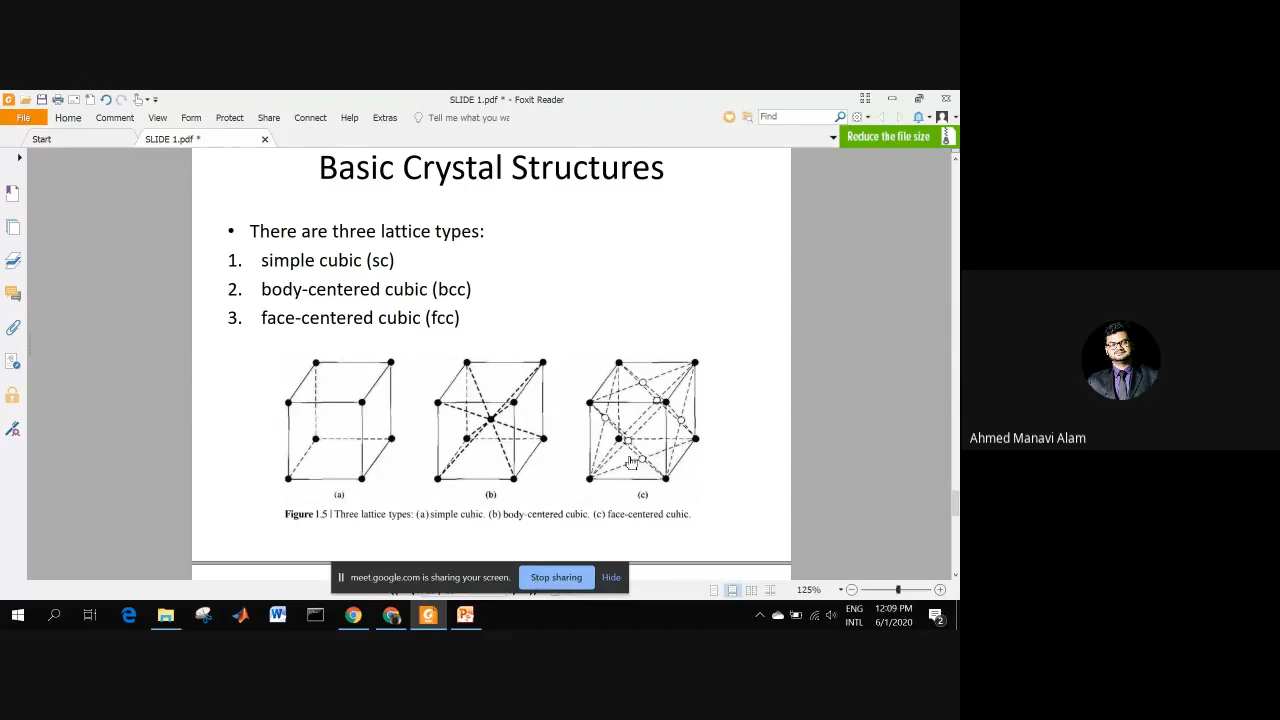 SLIDE 1.pdf * - Foxit Reader
File Home Comment View Form Protect Share Connect Help Extras Tell me what you wa Find
Start SLIDE 1.pdf * Reduce the file size
Basic Crystal Structures
• There are three lattice types:
1. simple cubic (sc)
2. body-centered cubic (bcc)
3. face-centered cubic (fcc)
(a) (b) (c)
Figure 1.5 | Three lattice types: (a) simple cubic. (b) body-centered cubic. (c) face-centered cubic.
Ahmed Manavi Alam
meet.google.com is sharing your screen. Stop sharing Hide
125%
ENG 12:09 PM
INTL 6/1/2020 2